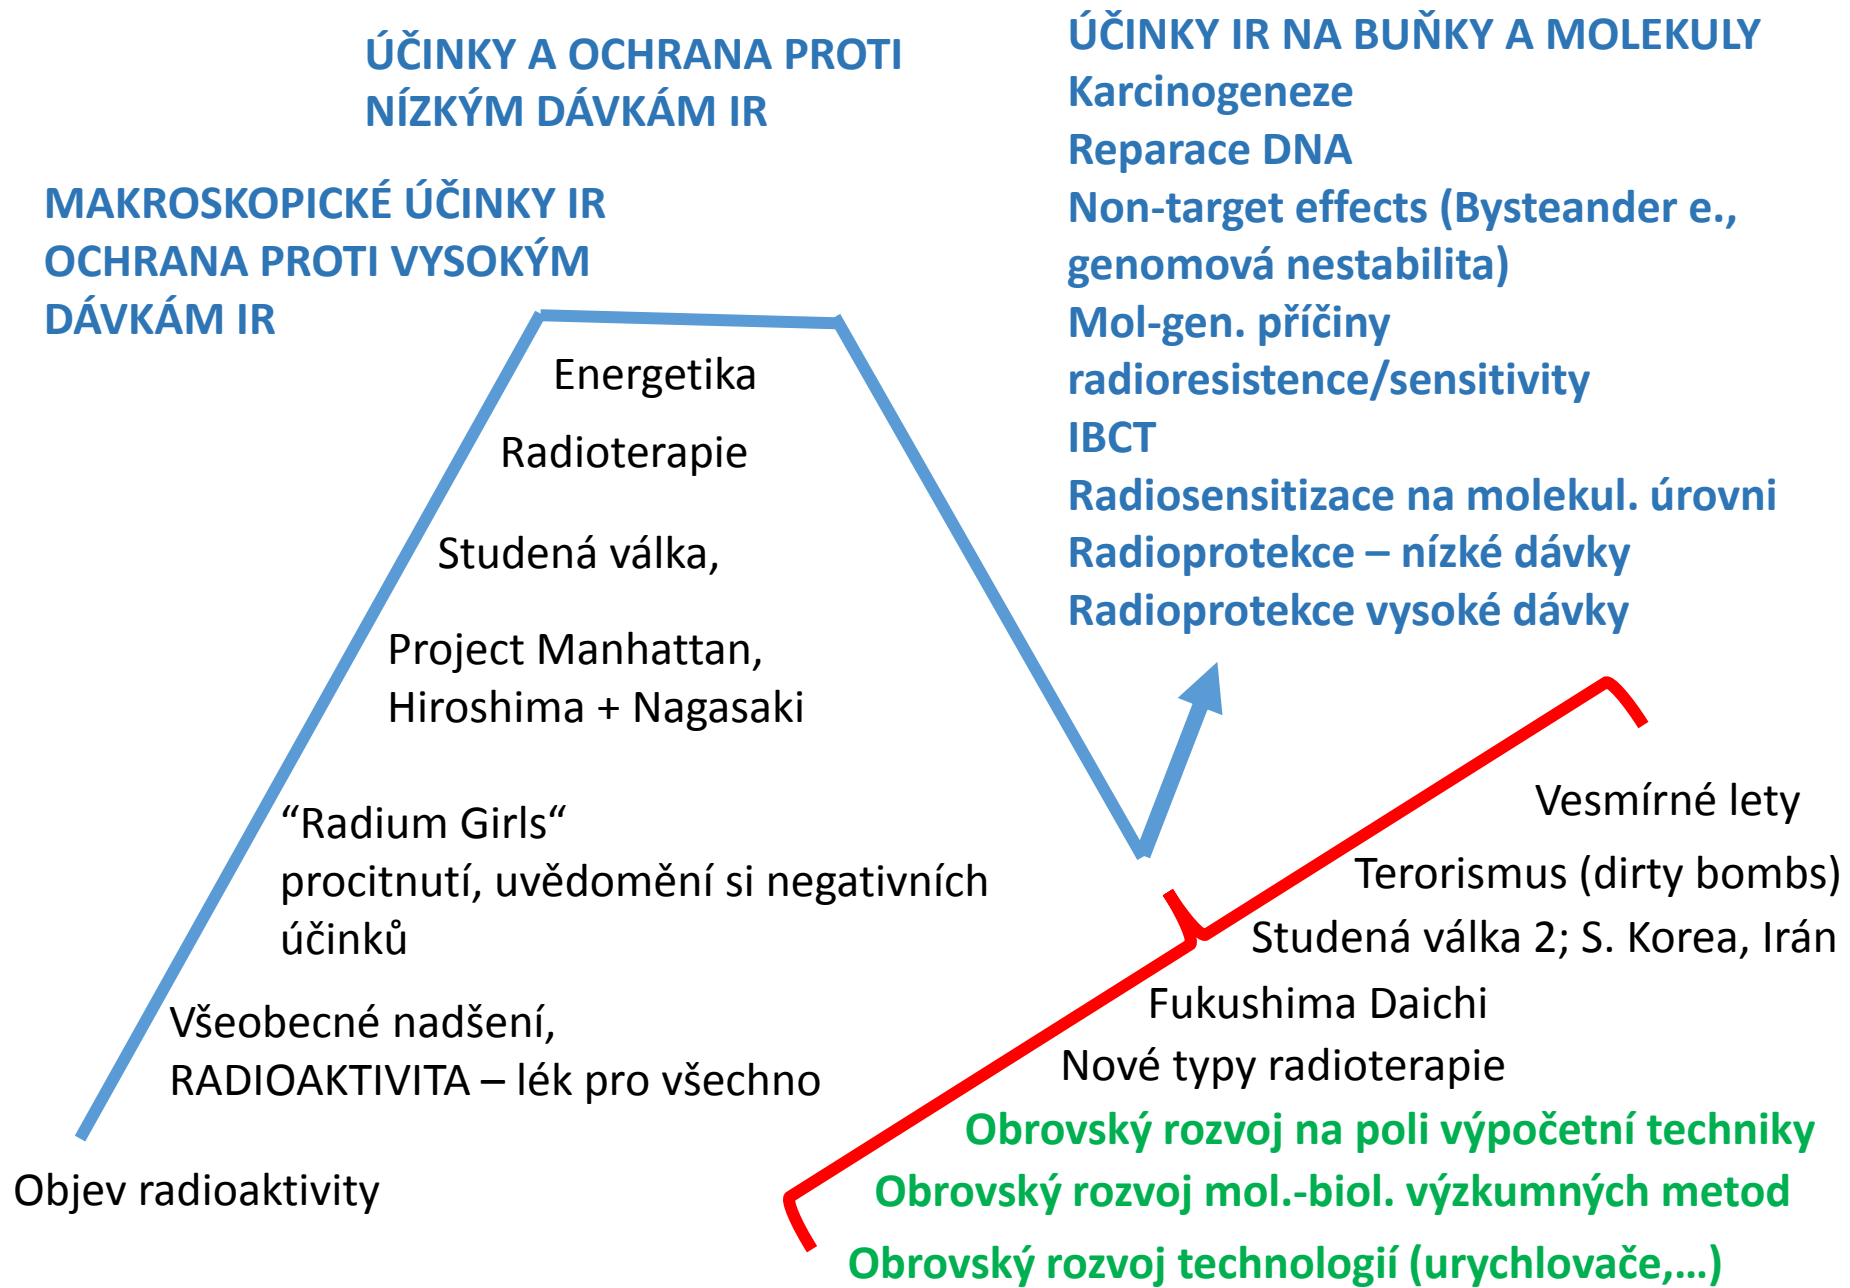 ÚČINKY A OCHRANA PROTI
NÍZKÝM DÁVKÁM IR
MAKROSKOPICKÉ ÚČINKY IR
OCHRANA PROTI VYSOKÝM
DÁVKÁM IR
ÚČINKY IR NA BUŇKY A MOLEKULY
Karcinogeneze
Reparace DNA
Non-target effects (Bysteander e.,
genomová nestabilita)
Mol-gen. příčiny
radioresistence/sensitivity
IBCT
Radiosensitizace na molekul. úrovni
Radioprotekce – nízké dávky
Radioprotekce vysoké dávky
Energetika
Radioterapie
Studená válka,
Project Manhattan,
Hiroshima + Nagasaki
“Radium Girls“
procitnutí, uvědomění si negativních
účinků
Všeobecné nadšení,
RADIOAKTIVITA – lék pro všechno
Objev radioaktivity
Vesmírné lety
Terorismus (dirty bombs)
Studená válka 2; S. Korea, Irán
Fukushima Daichi
Nové typy radioterapie
Obrovský rozvoj na poli výpočetní techniky
Obrovský rozvoj mol.-biol. výzkumných metod
Obrovský rozvoj technologií (urychlovače,…)